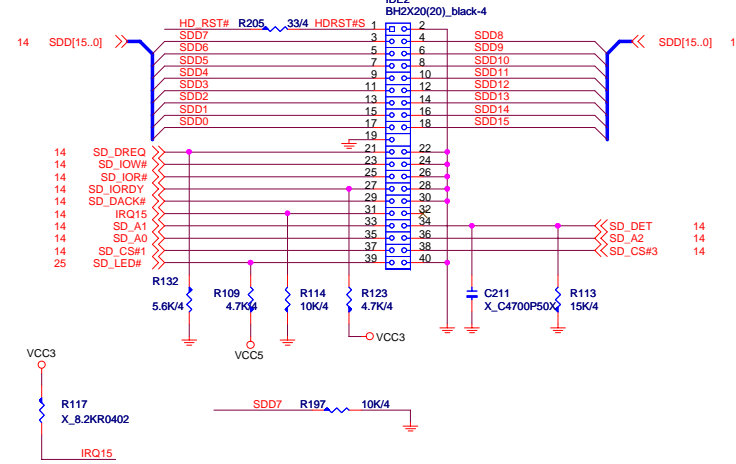 IDE2
BH2X20(20)_black-4
HD_RST# R205 33/4 HDRST#S 1 2
14 SDD[15..0] SDD7 3 4 SDD8 SDD[15..0] 1
SDD6 5 6 SDD9
SDD5 7 8 SDD10
SDD4 9 10 SDD11
SDD3 11 12 SDD12
SDD2 13 14 SDD13
SDD1 15 16 SDD14
SDD0 17 18 SDD15
19
14 SD_DREQ 21 22
14 SD_IOW# 23 24
14 SD_IOR# 25 26
14 SD_IORDY 27 28
14 SD_DACK# 29 30
14 IRQ15 31 32
14 SD_A1 33 34 SD_DET 14
14 SD_A0 35 36 SD_A2 14
14 SD_CS#1 37 38 SD_CS#3 14
25 SD_LED# 39 40
R132
5.6K/4
R109
4.7K/4
R114
10K/4
R123
4.7K/4
C211
X_C4700P50X
R113
15K/4
VCC3
VCC5
VCC3
R117
X_8.2KR0402
IRQ15
SDD7 R197 10K/4